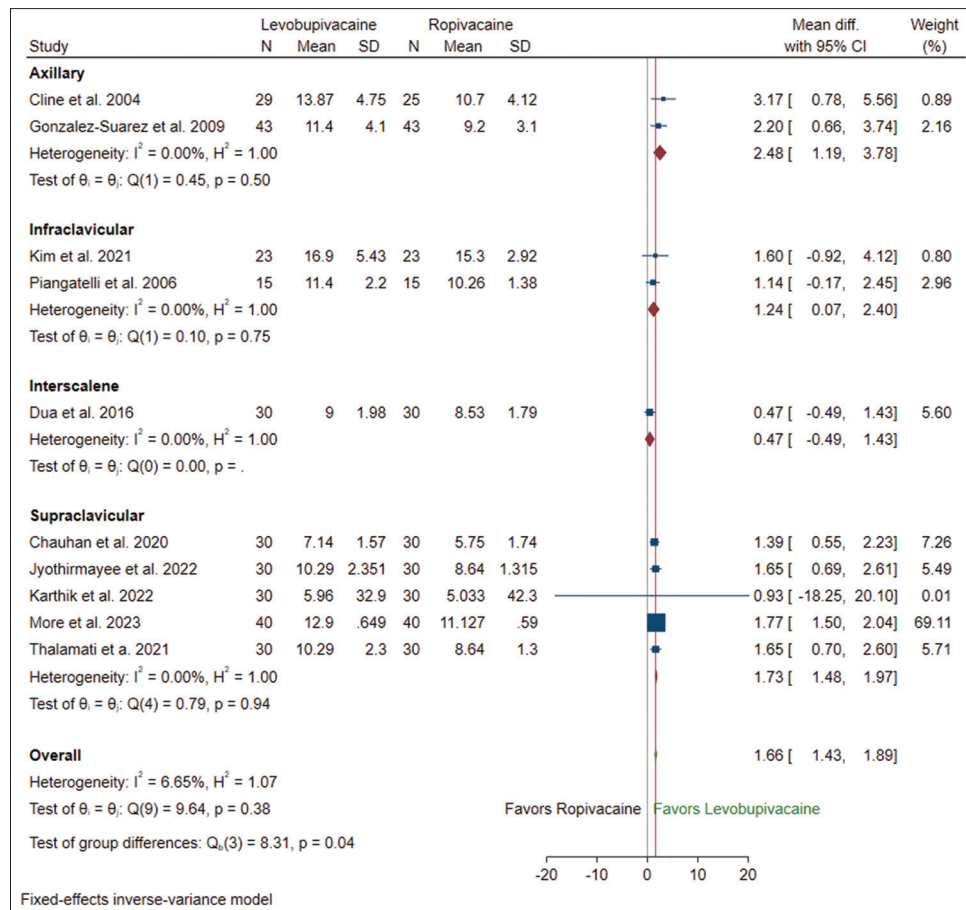 Levobupivacaine Ropivacaine Mean diff. Weight
Study N Mean SD N Mean SD with 95% CI (%)
Axillary
Cline et al. 2004 29 13.87 4.75 25 10.7 4.12 3.17 [ 0.78, 5.56] 0.89
Gonzalez-Suarez et al. 2009 43 11.4 4.1 43 9.2 3.1 2.20 [ 0.66, 3.74] 2.16
Heterogeneity: I² = 0.00%, H² = 1.00 2.48 [ 1.19, 3.78]
Test of θᵢ = θⱼ: Q(1) = 0.45, p = 0.50
Infraclavicular
Kim et al. 2021 23 16.9 5.43 23 15.3 2.92 1.60 [ -0.92, 4.12] 0.80
Piangatelli et al. 2006 15 11.4 2.2 15 10.26 1.38 1.14 [ -0.17, 2.45] 2.96
Heterogeneity: I² = 0.00%, H² = 1.00 1.24 [ 0.07, 2.40]
Test of θᵢ = θⱼ: Q(1) = 0.10, p = 0.75
Interscalene
Dua et al. 2016 30 9 1.98 30 8.53 1.79 0.47 [ -0.49, 1.43] 5.60
Heterogeneity: I² = 0.00%, H² = 1.00 0.47 [ -0.49, 1.43]
Test of θᵢ = θⱼ: Q(0) = 0.00, p = .
Supraclavicular
Chauhan et al. 2020 30 7.14 1.57 30 5.75 1.74 1.39 [ 0.55, 2.23] 7.26
Jyothirmayee et al. 2022 30 10.29 2.351 30 8.64 1.315 1.65 [ 0.69, 2.61] 5.49
Karthik et al. 2022 30 5.96 32.9 30 5.033 42.3 0.93 [ -18.25, 20.10] 0.01
More et al. 2023 40 12.9 .649 40 11.127 .59 1.77 [ 1.50, 2.04] 69.11
Thalamati et a. 2021 30 10.29 2.3 30 8.64 1.3 1.65 [ 0.70, 2.60] 5.71
Heterogeneity: I² = 0.00%, H² = 1.00 1.73 [ 1.48, 1.97]
Test of θᵢ = θⱼ: Q(4) = 0.79, p = 0.94
Overall 1.66 [ 1.43, 1.89]
Heterogeneity: I² = 6.65%, H² = 1.07
Test of θᵢ = θⱼ: Q(9) = 9.64, p = 0.38
Favors Ropivacaine Favors Levobupivacaine
Test of group differences: Q_b(3) = 8.31, p = 0.04
-20 -10 0 10 20
Fixed-effects inverse-variance model